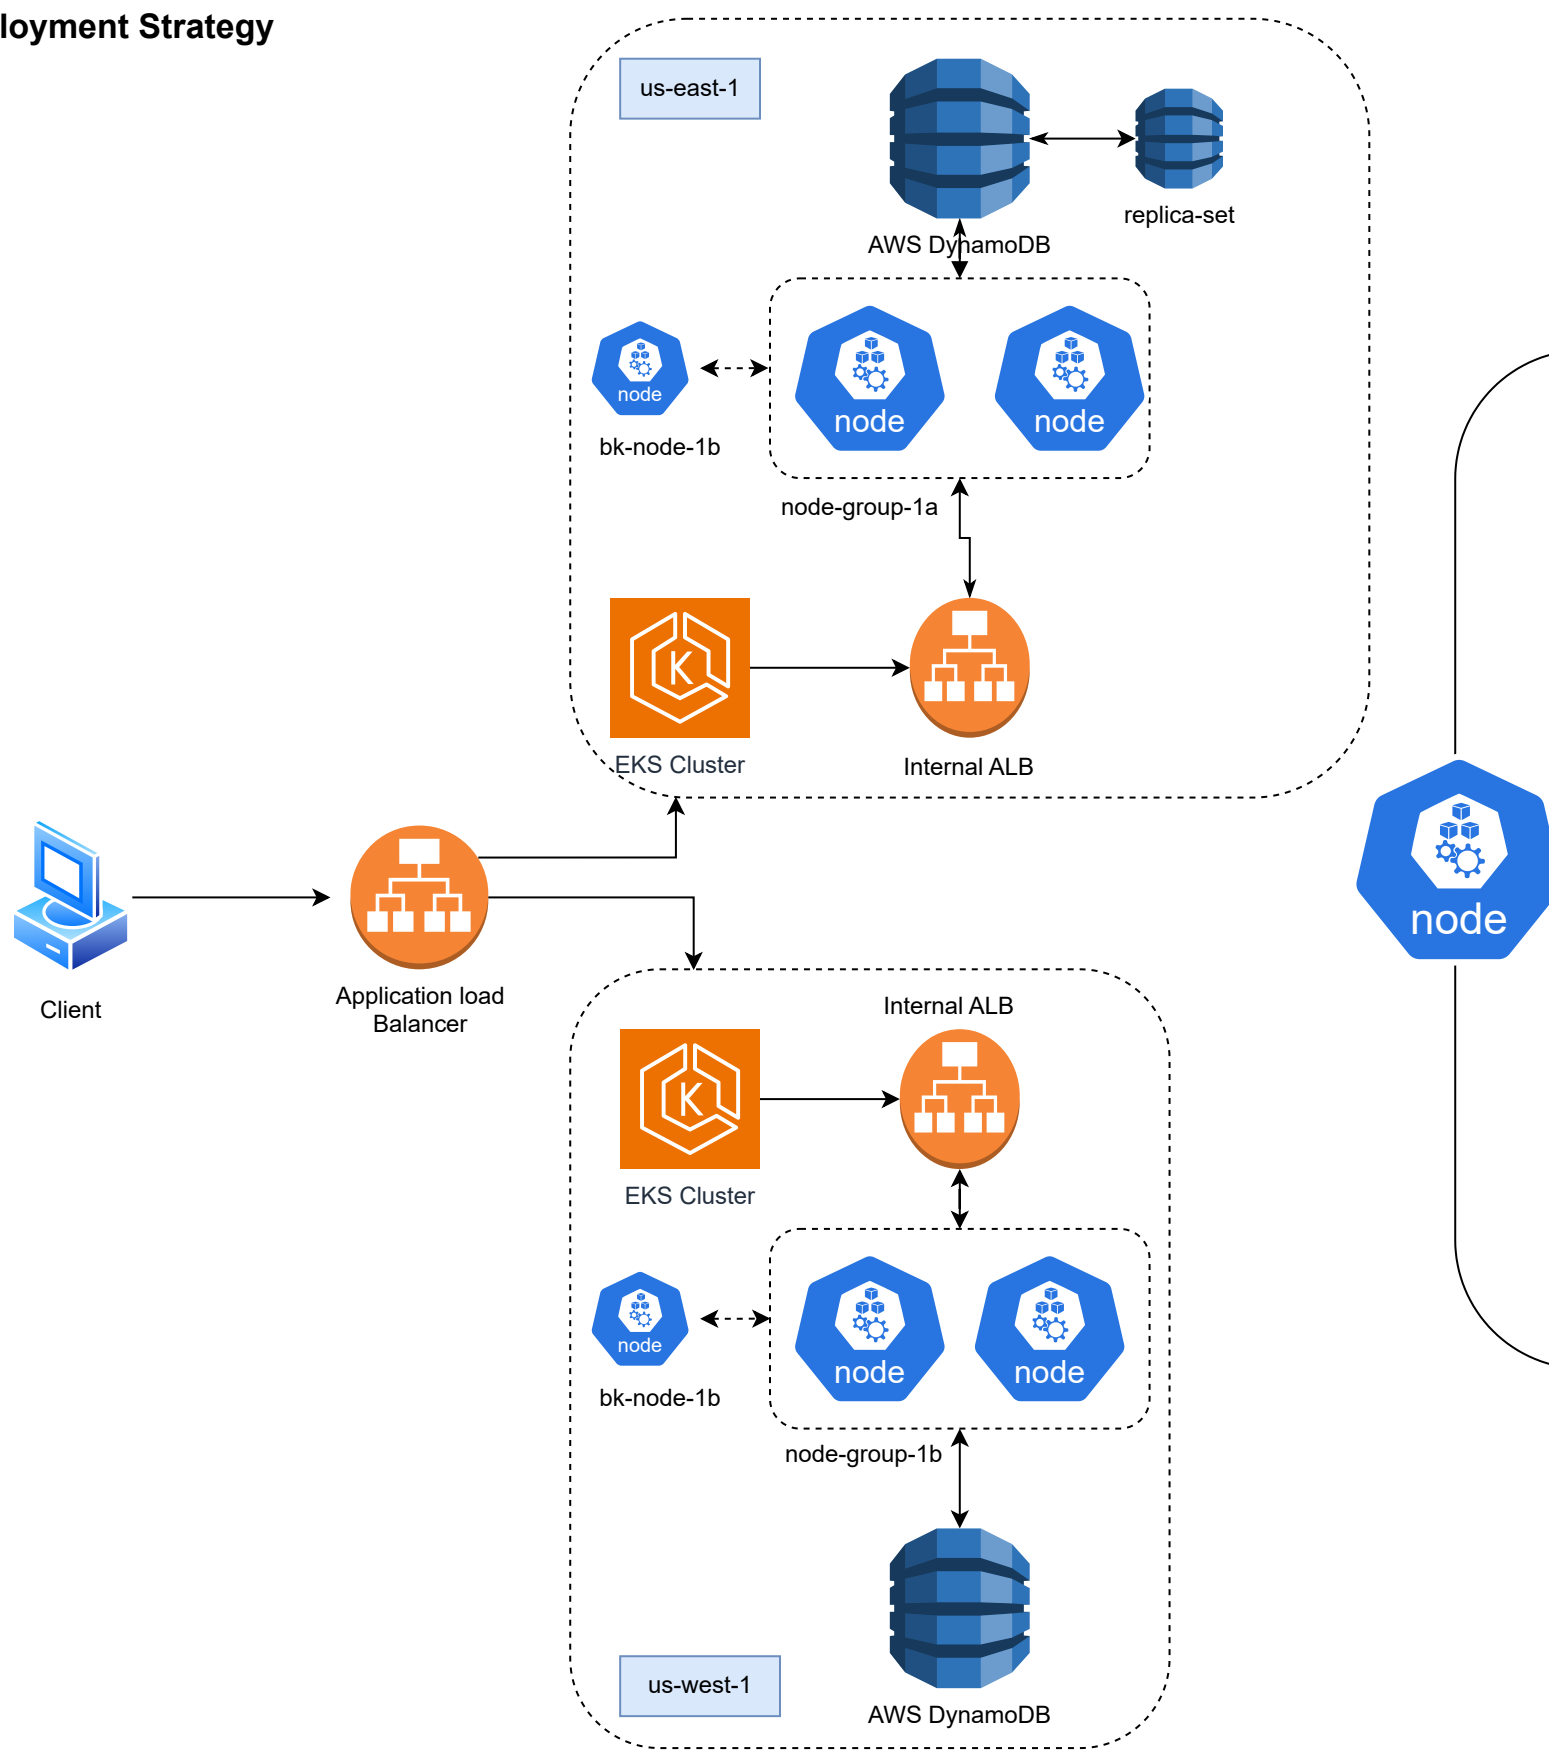 loyment Strategy
us-east-1
replica-set
AWS DynamoDB
node
node
node
bk-node-1b
node-group-1a
K
EKS Cluster
Internal ALB
node
Client
Application load
Balancer
Internal ALB
K
EKS Cluster
node
node
node
bk-node-1b
node-group-1b
us-west-1
AWS DynamoDB